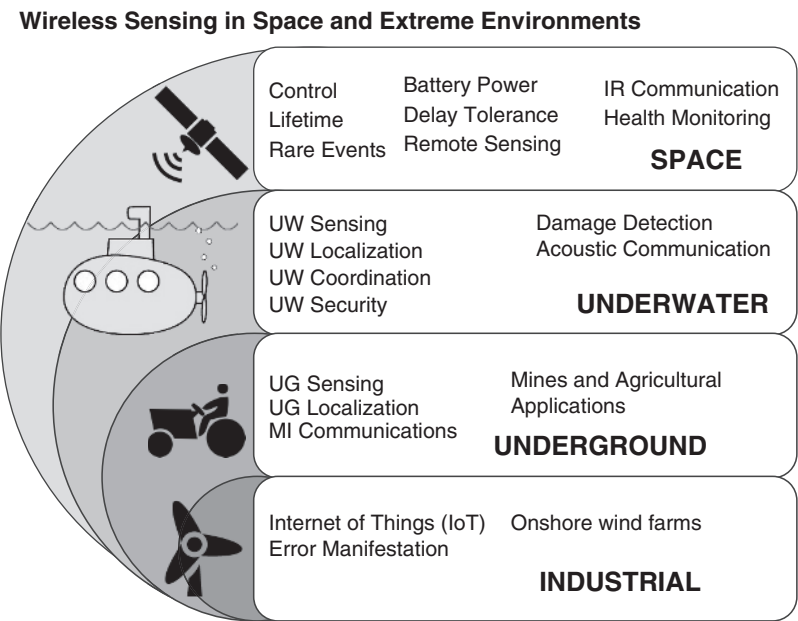 Wireless Sensing in Space and Extreme Environments
Control
Lifetime
Rare Events
Battery Power
Delay Tolerance
Remote Sensing
IR Communication
Health Monitoring
SPACE
UW Sensing
UW Localization
UW Coordination
UW Security
Damage Detection
Acoustic Communication
UNDERWATER
UG Sensing
UG Localization
MI Communications
Mines and Agricultural
Applications
UNDERGROUND
Internet of Things (IoT)
Error Manifestation
Onshore wind farms
INDUSTRIAL